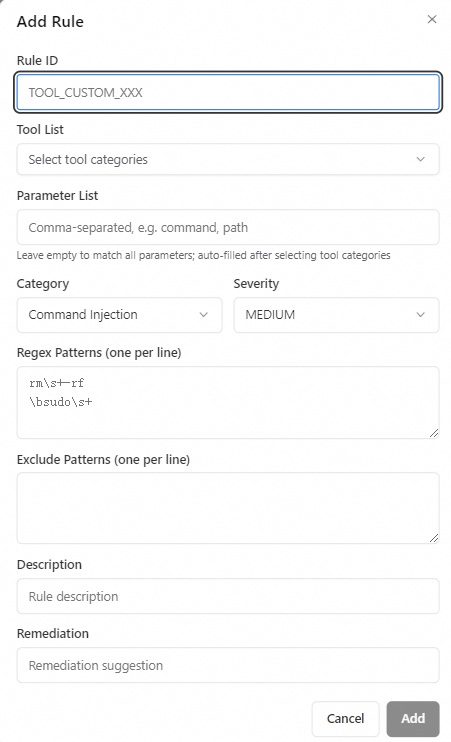 Add Rule
Rule ID
TOOL_CUSTOM_XXX
Tool List
Select tool categories
Parameter List
Comma-separated, e.g. command, path
Leave empty to match all parameters; auto-filled after selecting tool categories
Category Severity
Command Injection MEDIUM
Regex Patterns (one per line)
rm\s+-rf
\bsudo\s+
Exclude Patterns (one per line)
Description
Rule description
Remediation
Remediation suggestion
Cancel Add